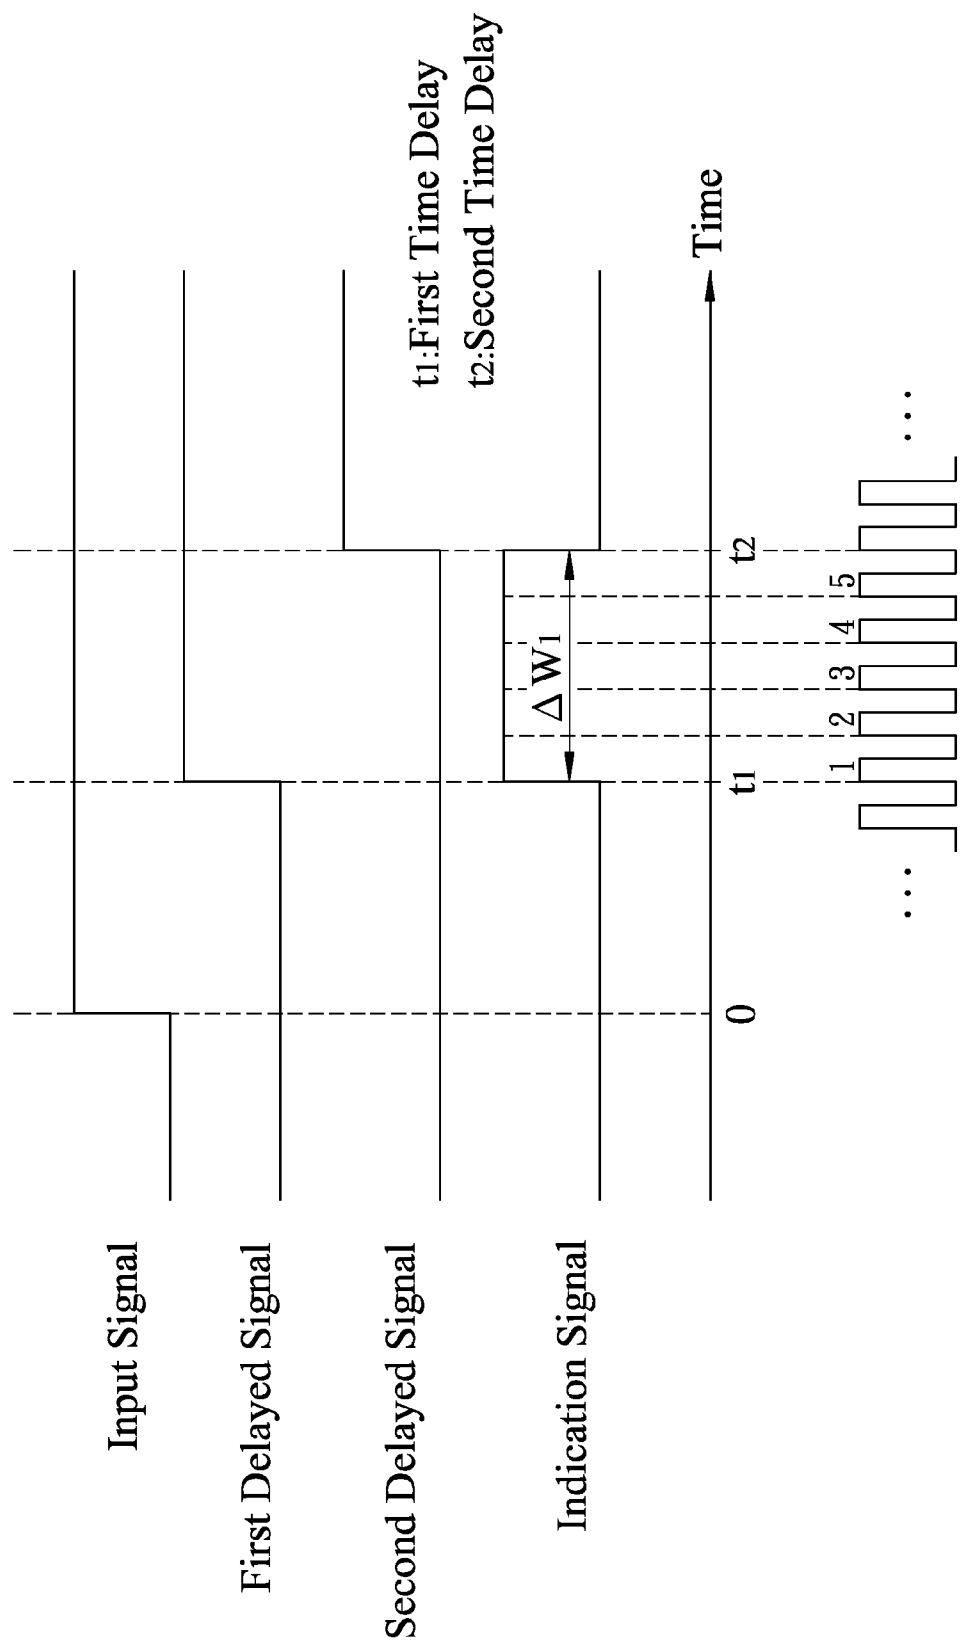 Input Signal
First Delayed Signal
Second Delayed Signal
t1:First Time Delay
t2:Second Time Delay
Indication Signal
ΔW1
Time
0
t1
t2
1 2 3 4 5
... ...